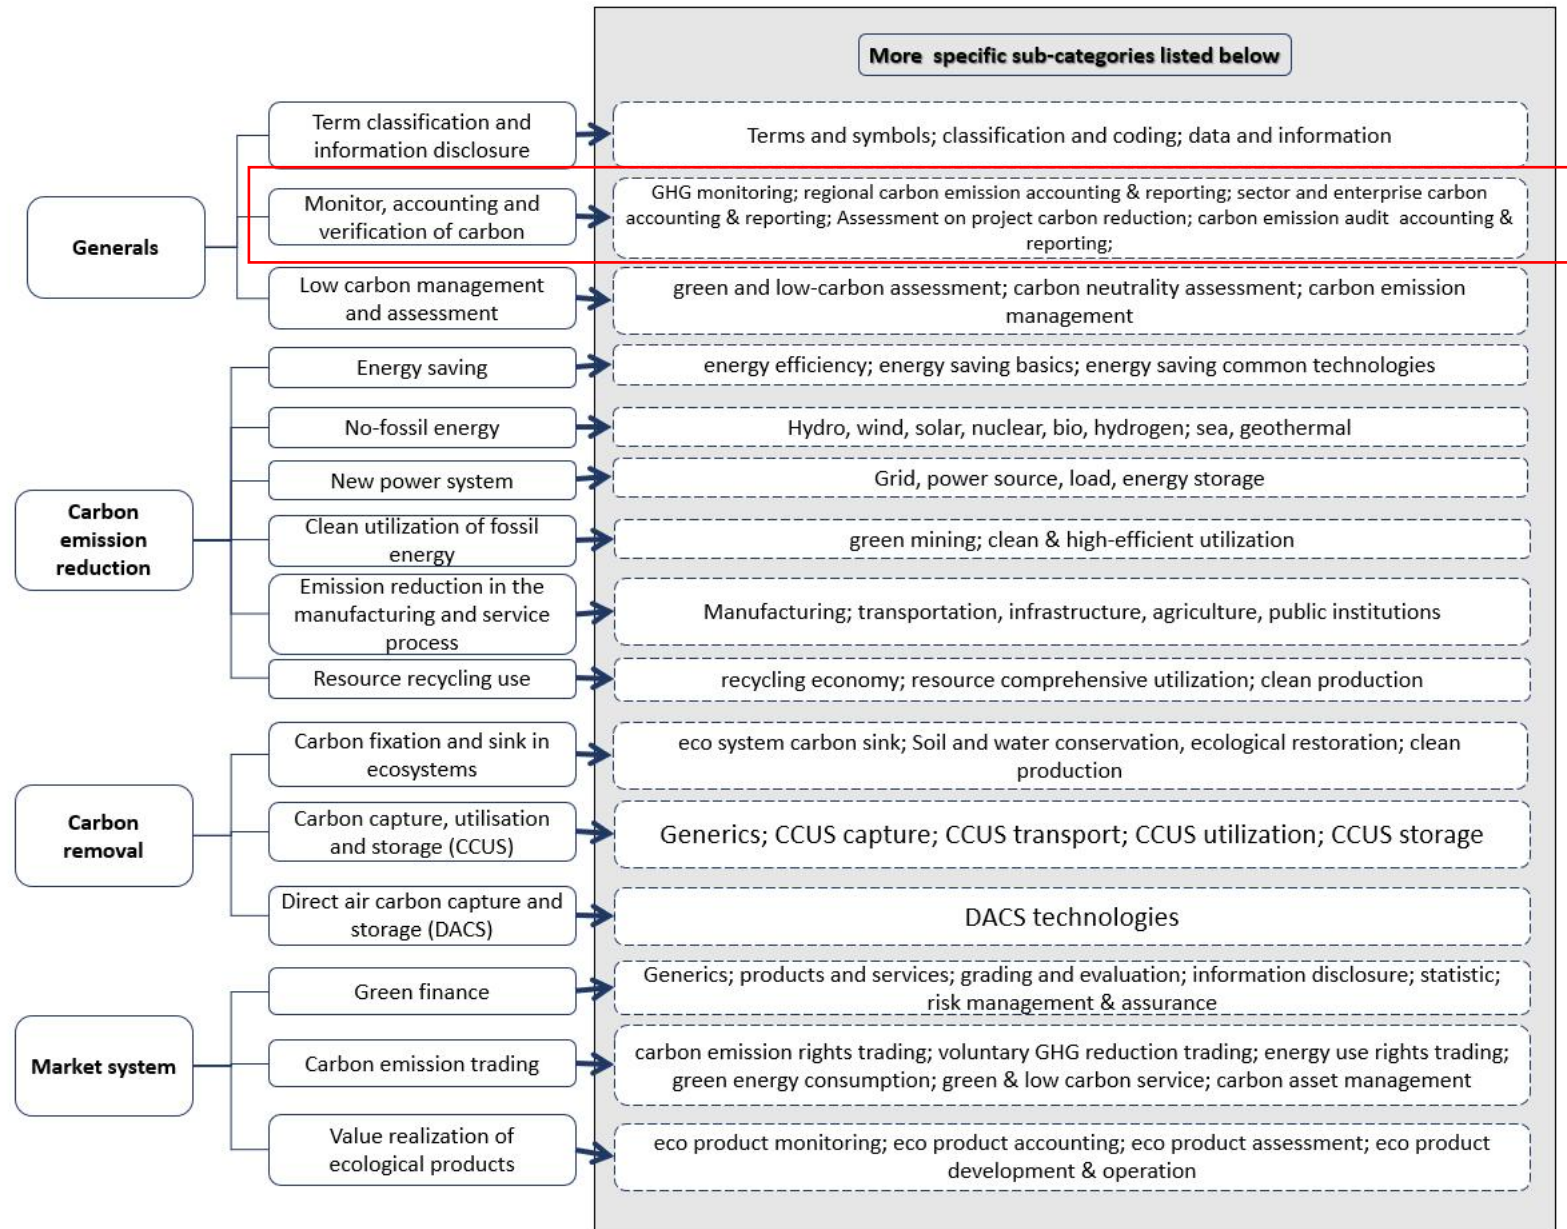 More specific sub-categories listed below
Generals
Term classification and
information disclosure
Terms and symbols; classification and coding; data and information
Monitor, accounting and
verification of carbon
GHG monitoring; regional carbon emission accounting & reporting; sector and enterprise carbon
accounting & reporting; Assessment on project carbon reduction; carbon emission audit accounting &
reporting;
Low carbon management
and assessment
green and low-carbon assessment; carbon neutrality assessment; carbon emission
management
Carbon
emission
reduction
Energy saving
energy efficiency; energy saving basics; energy saving common technologies
No-fossil energy
Hydro, wind, solar, nuclear, bio, hydrogen; sea, geothermal
New power system
Grid, power source, load, energy storage
Clean utilization of fossil
energy
green mining; clean & high-efficient utilization
Emission reduction in the
manufacturing and service
process
Manufacturing; transportation, infrastructure, agriculture, public institutions
Resource recycling use
recycling economy; resource comprehensive utilization; clean production
Carbon
removal
Carbon fixation and sink in
ecosystems
eco system carbon sink; Soil and water conservation, ecological restoration; clean
production
Carbon capture, utilisation
and storage (CCUS)
Generics; CCUS capture; CCUS transport; CCUS utilization; CCUS storage
Direct air carbon capture and
storage (DACS)
DACS technologies
Market system
Green finance
Generics; products and services; grading and evaluation; information disclosure; statistic;
risk management & assurance
Carbon emission trading
carbon emission rights trading; voluntary GHG reduction trading; energy use rights trading;
green energy consumption; green & low carbon service; carbon asset management
Value realization of
ecological products
eco product monitoring; eco product accounting; eco product assessment; eco product
development & operation